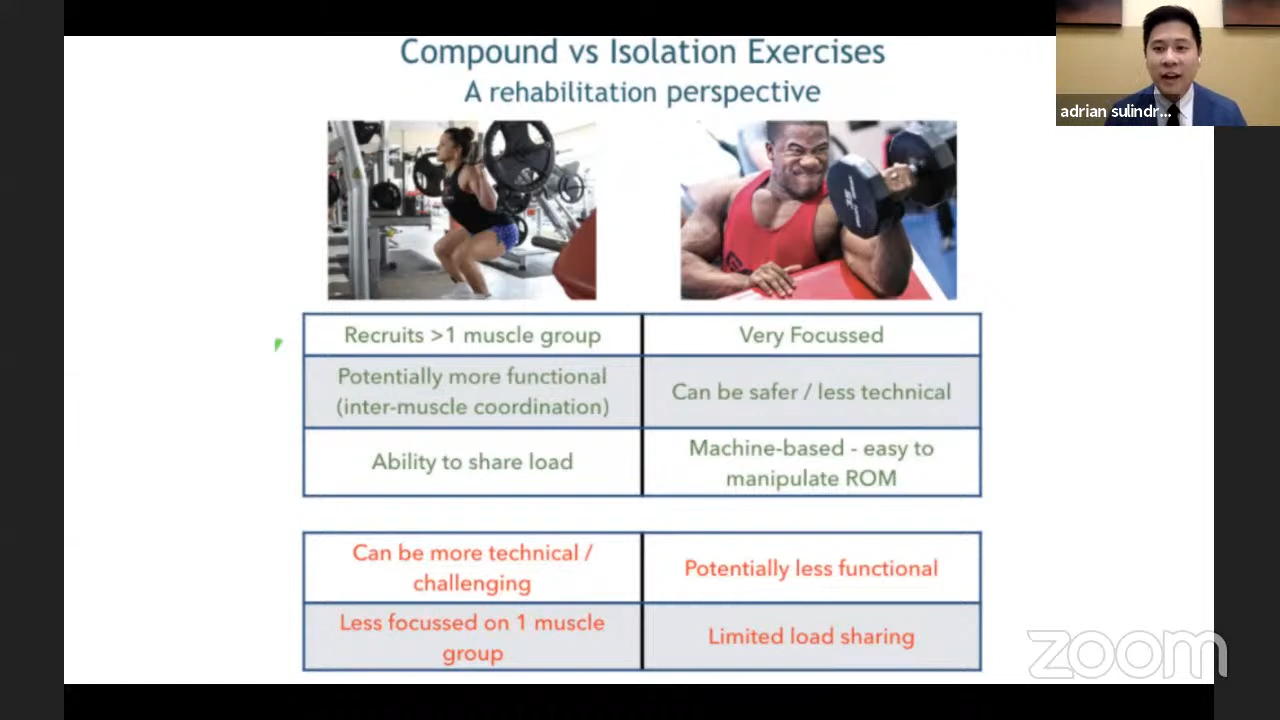 Compound vs Isolation Exercises
A rehabilitation perspective
adrian sulindr...
Recruits >1 muscle group
Very Focussed
Potentially more functional
(inter-muscle coordination)
Can be safer / less technical
Ability to share load
Machine-based - easy to
manipulate ROM
Can be more technical /
challenging
Potentially less functional
Less focussed on 1 muscle
group
Limited load sharing
zoom